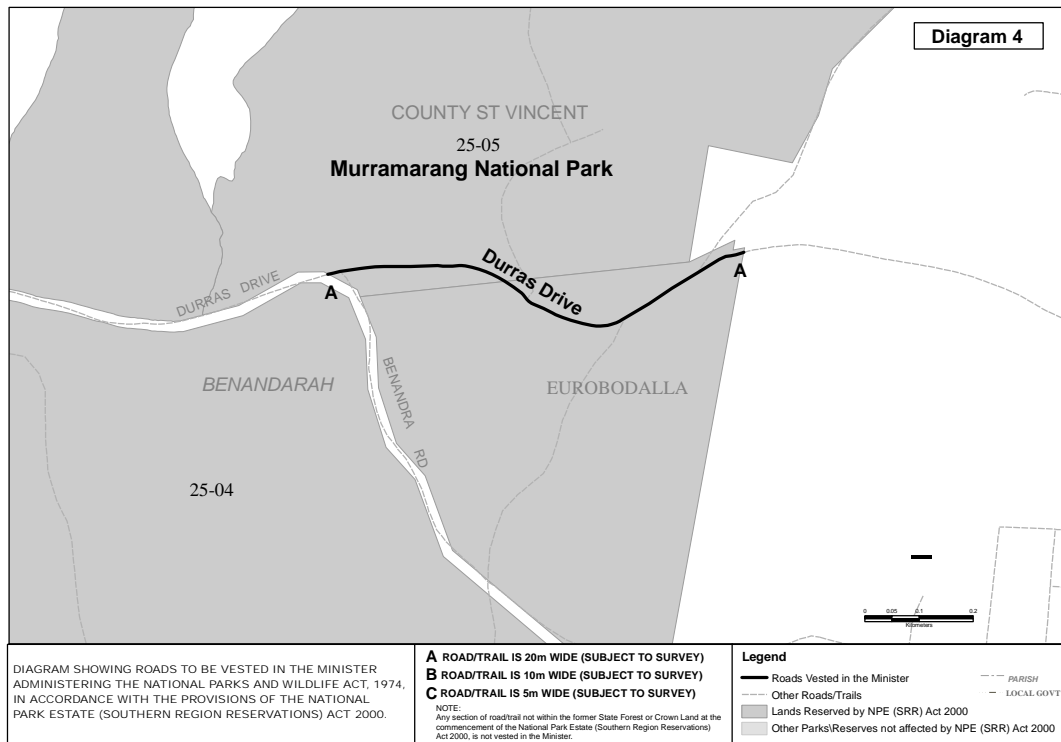 Diagram 4
COUNTY ST VINCENT
25-05
Murramarang National Park
DURRAS DRIVE
A
Durras Drive
A
BENANDARAH
BENANDRA RD
EUROBODALLA
25-04
0 0.05 0.1 0.2
Kilometers
DIAGRAM SHOWING ROADS TO BE VESTED IN THE MINISTER
ADMINISTERING THE NATIONAL PARKS AND WILDLIFE ACT, 1974,
IN ACCORDANCE WITH THE PROVISIONS OF THE NATIONAL
PARK ESTATE (SOUTHERN REGION RESERVATIONS) ACT 2000.
A ROAD/TRAIL IS 20m WIDE (SUBJECT TO SURVEY)
B ROAD/TRAIL IS 10m WIDE (SUBJECT TO SURVEY)
C ROAD/TRAIL IS 5m WIDE (SUBJECT TO SURVEY)
NOTE:
Any section of road/trail not within the former State Forest or Crown Land at the
commencement of the National Park Estate (Southern Region Reservations)
Act 2000, is not vested in the Minister.
Legend
Roads Vested in the Minister
Other Roads/Trails
Lands Reserved by NPE (SRR) Act 2000
Other Parks\Reserves not affected by NPE (SRR) Act 2000
PARISH
LOCAL GOVT